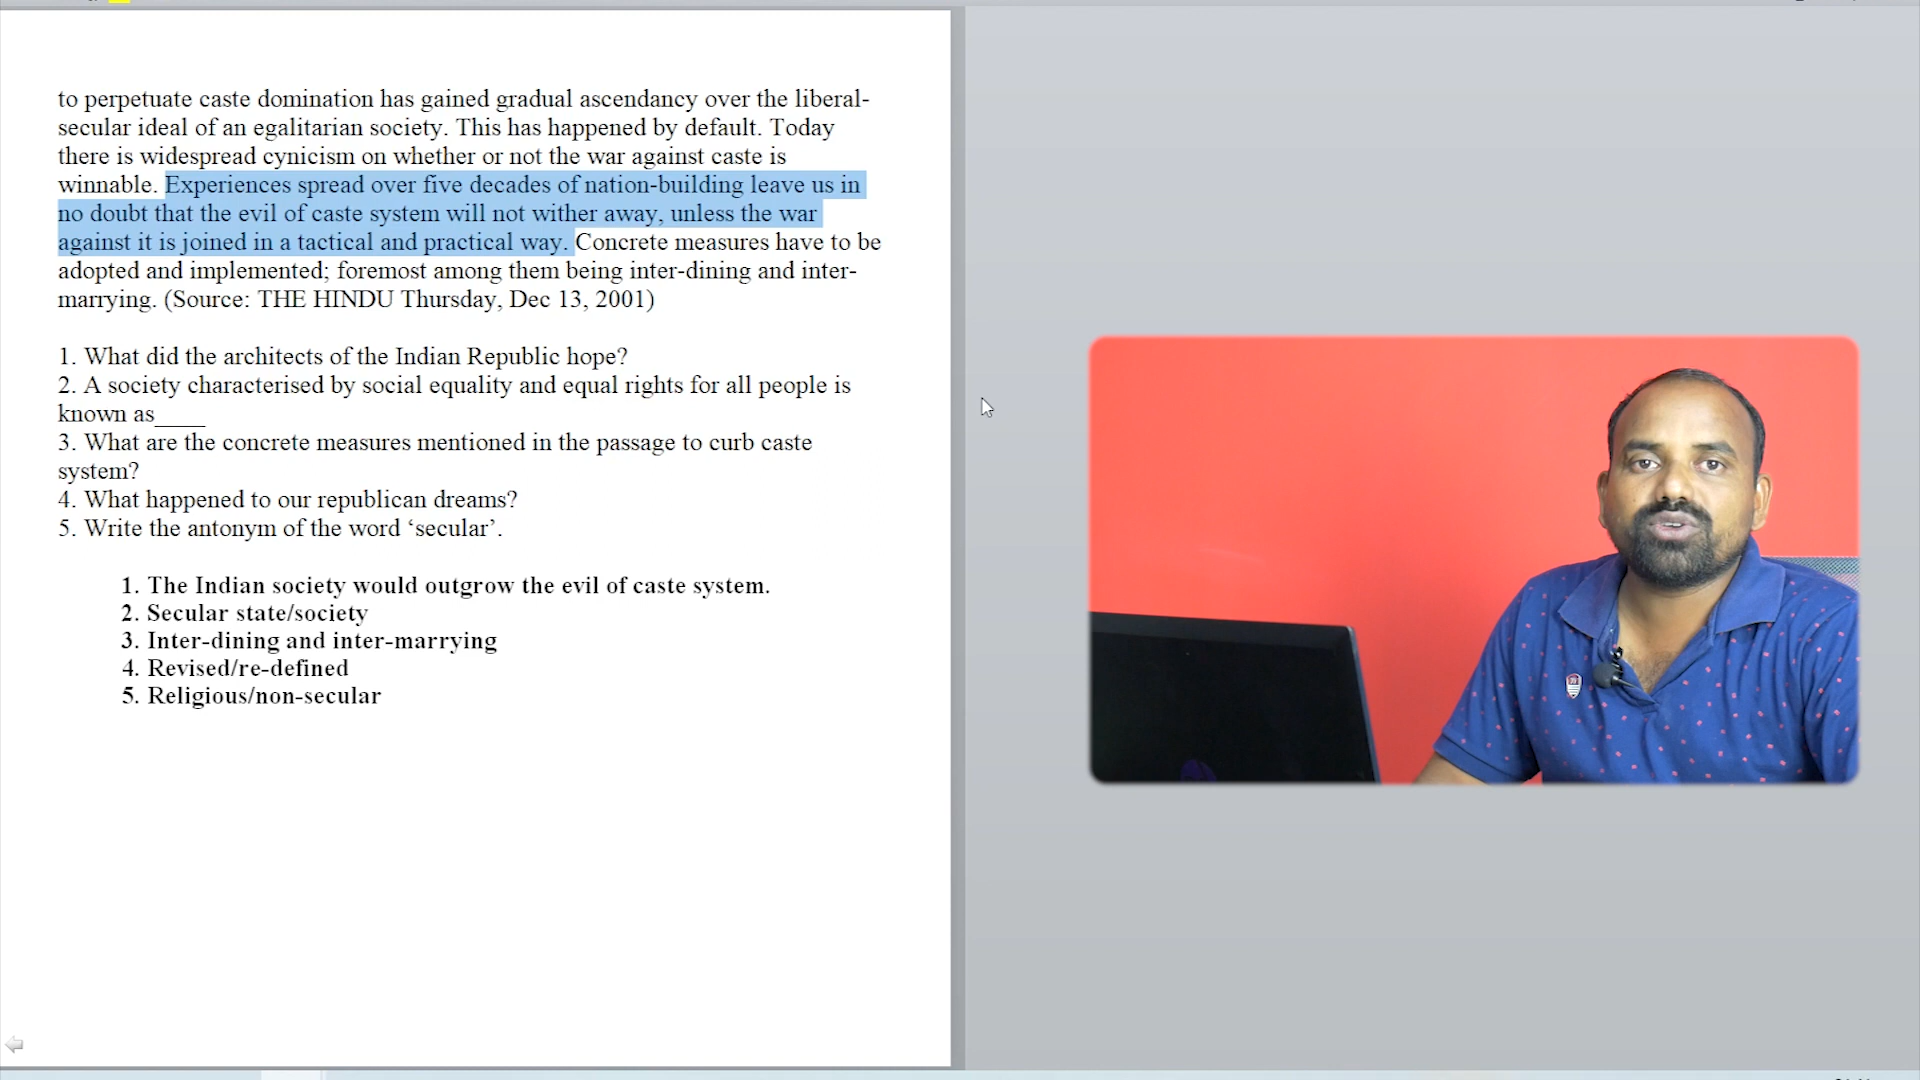 to perpetuate caste domination has gained gradual ascendancy over the liberal-
secular ideal of an egalitarian society. This has happened by default. Today
there is widespread cynicism on whether or not the war against caste is
winnable. Experiences spread over five decades of nation-building leave us in
no doubt that the evil of caste system will not wither away, unless the war
against it is joined in a tactical and practical way. Concrete measures have to be
adopted and implemented; foremost among them being inter-dining and inter-
marrying. (Source: THE HINDU Thursday, Dec 13, 2001)
1. What did the architects of the Indian Republic hope?
2. A society characterised by social equality and equal rights for all people is
known as____
3. What are the concrete measures mentioned in the passage to curb caste
system?
4. What happened to our republican dreams?
5. Write the antonym of the word ‘secular’.
1. The Indian society would outgrow the evil of caste system.
2. Secular state/society
3. Inter-dining and inter-marrying
4. Revised/re-defined
5. Religious/non-secular